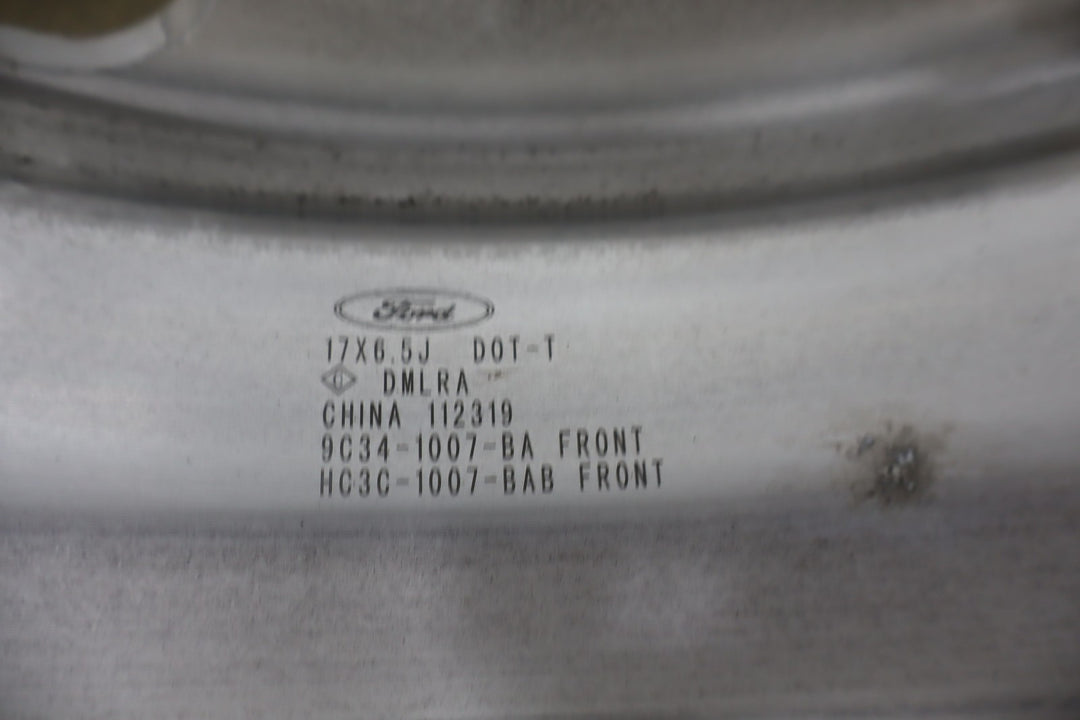 Ford
17X6.5J DOT-T
DMLRA
CHINA 112319
9C34-1007-BA FRONT
HC3C-1007-BAB FRONT